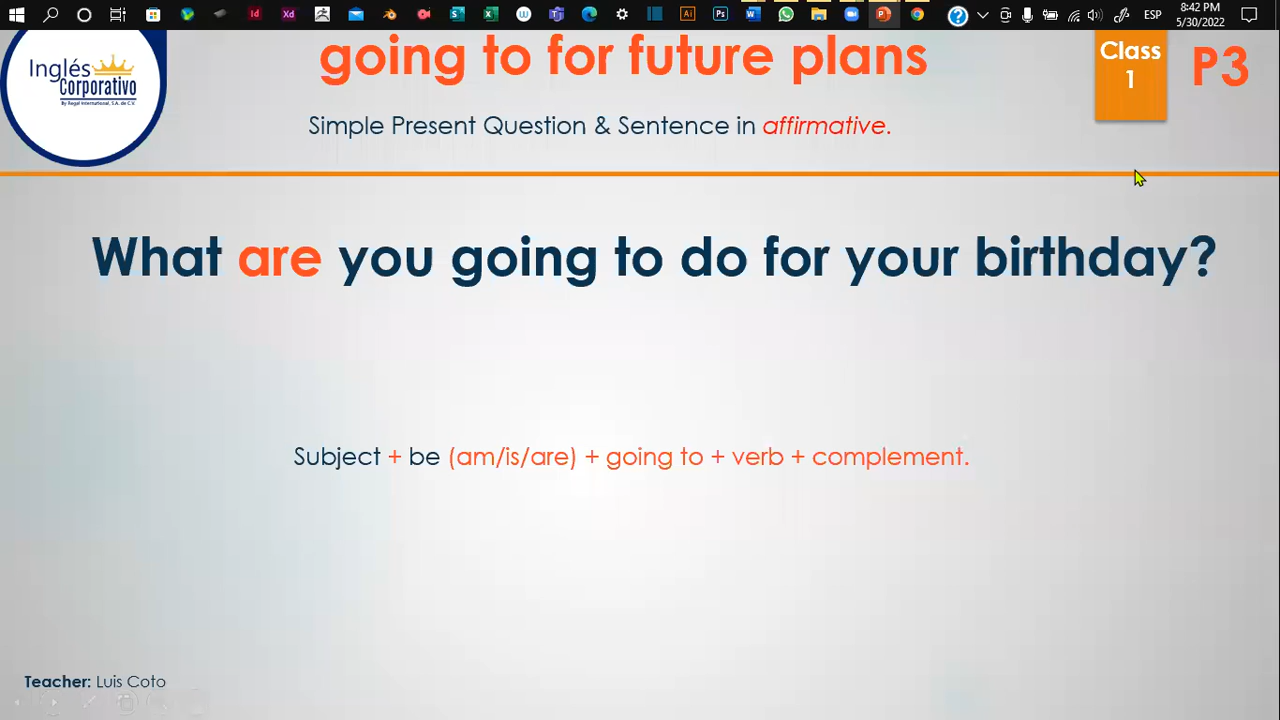 8:42 PM
ESP
5/30/2022
Inglés
Corporativo
By Regal International, S.A. de C.V.
going to for future plans
Class
1
P3
Simple Present Question & Sentence in affirmative.
What are you going to do for your birthday?
Subject + be (am/is/are) + going to + verb + complement.
Teacher: Luis Coto